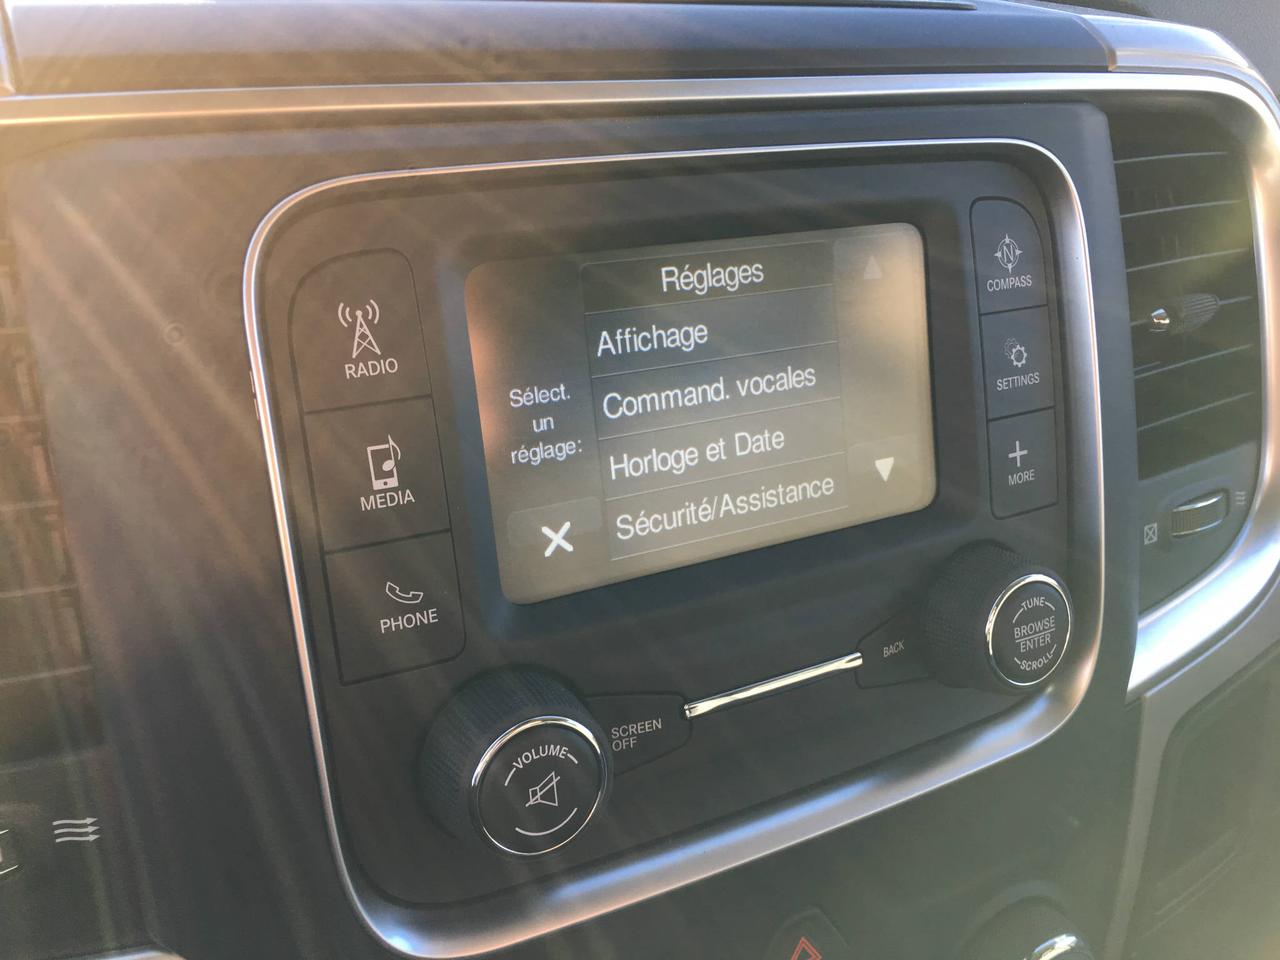 RADIO
MEDIA
PHONE
Réglages
Sélect.
un
réglage:
Affichage
Command. vocales
Horloge et Date
Sécurité/Assistance
N
COMPASS
SETTINGS
MORE
VOLUME
SCREEN
OFF
BACK
TUNE
BROWSE
ENTER
SCROLL